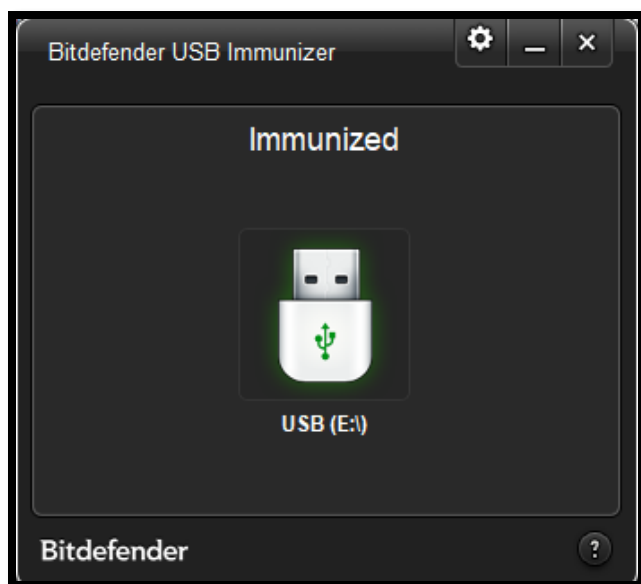 Bitdefender USB Immunizer
Immunized
USB (E:\)
Bitdefender
?